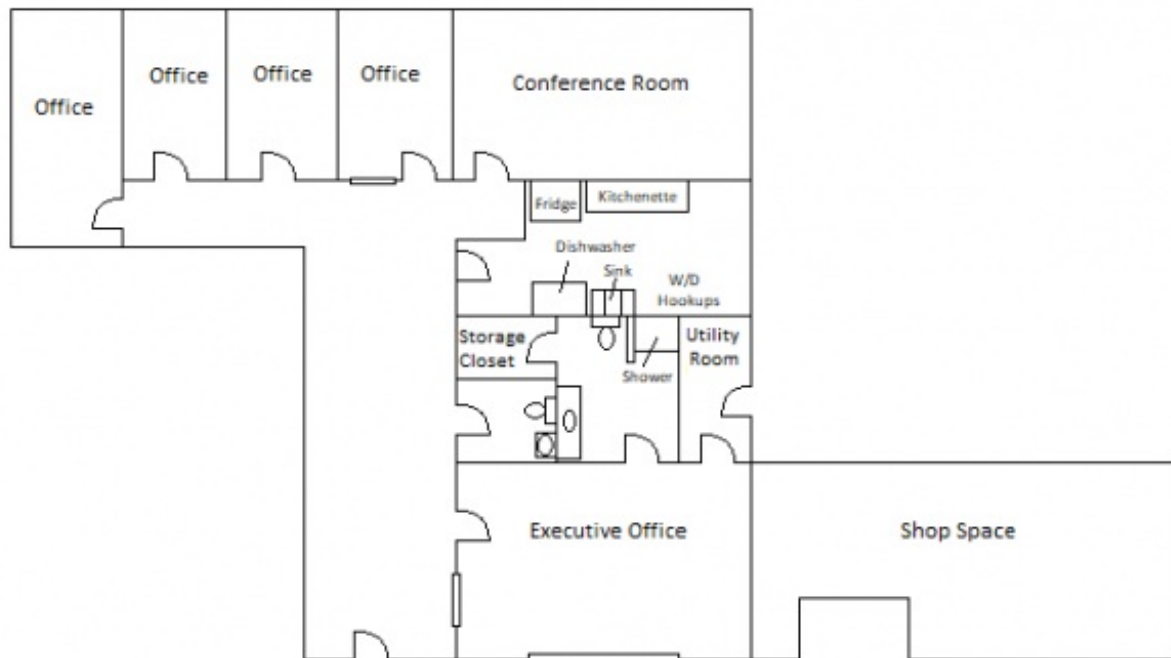 Office
Office
Office
Office
Conference Room
Fridge
Kitchenette
Dishwasher
Sink
W/D
Hookups
Storage
Closet
Utility
Room
Shower
Executive Office
Shop Space